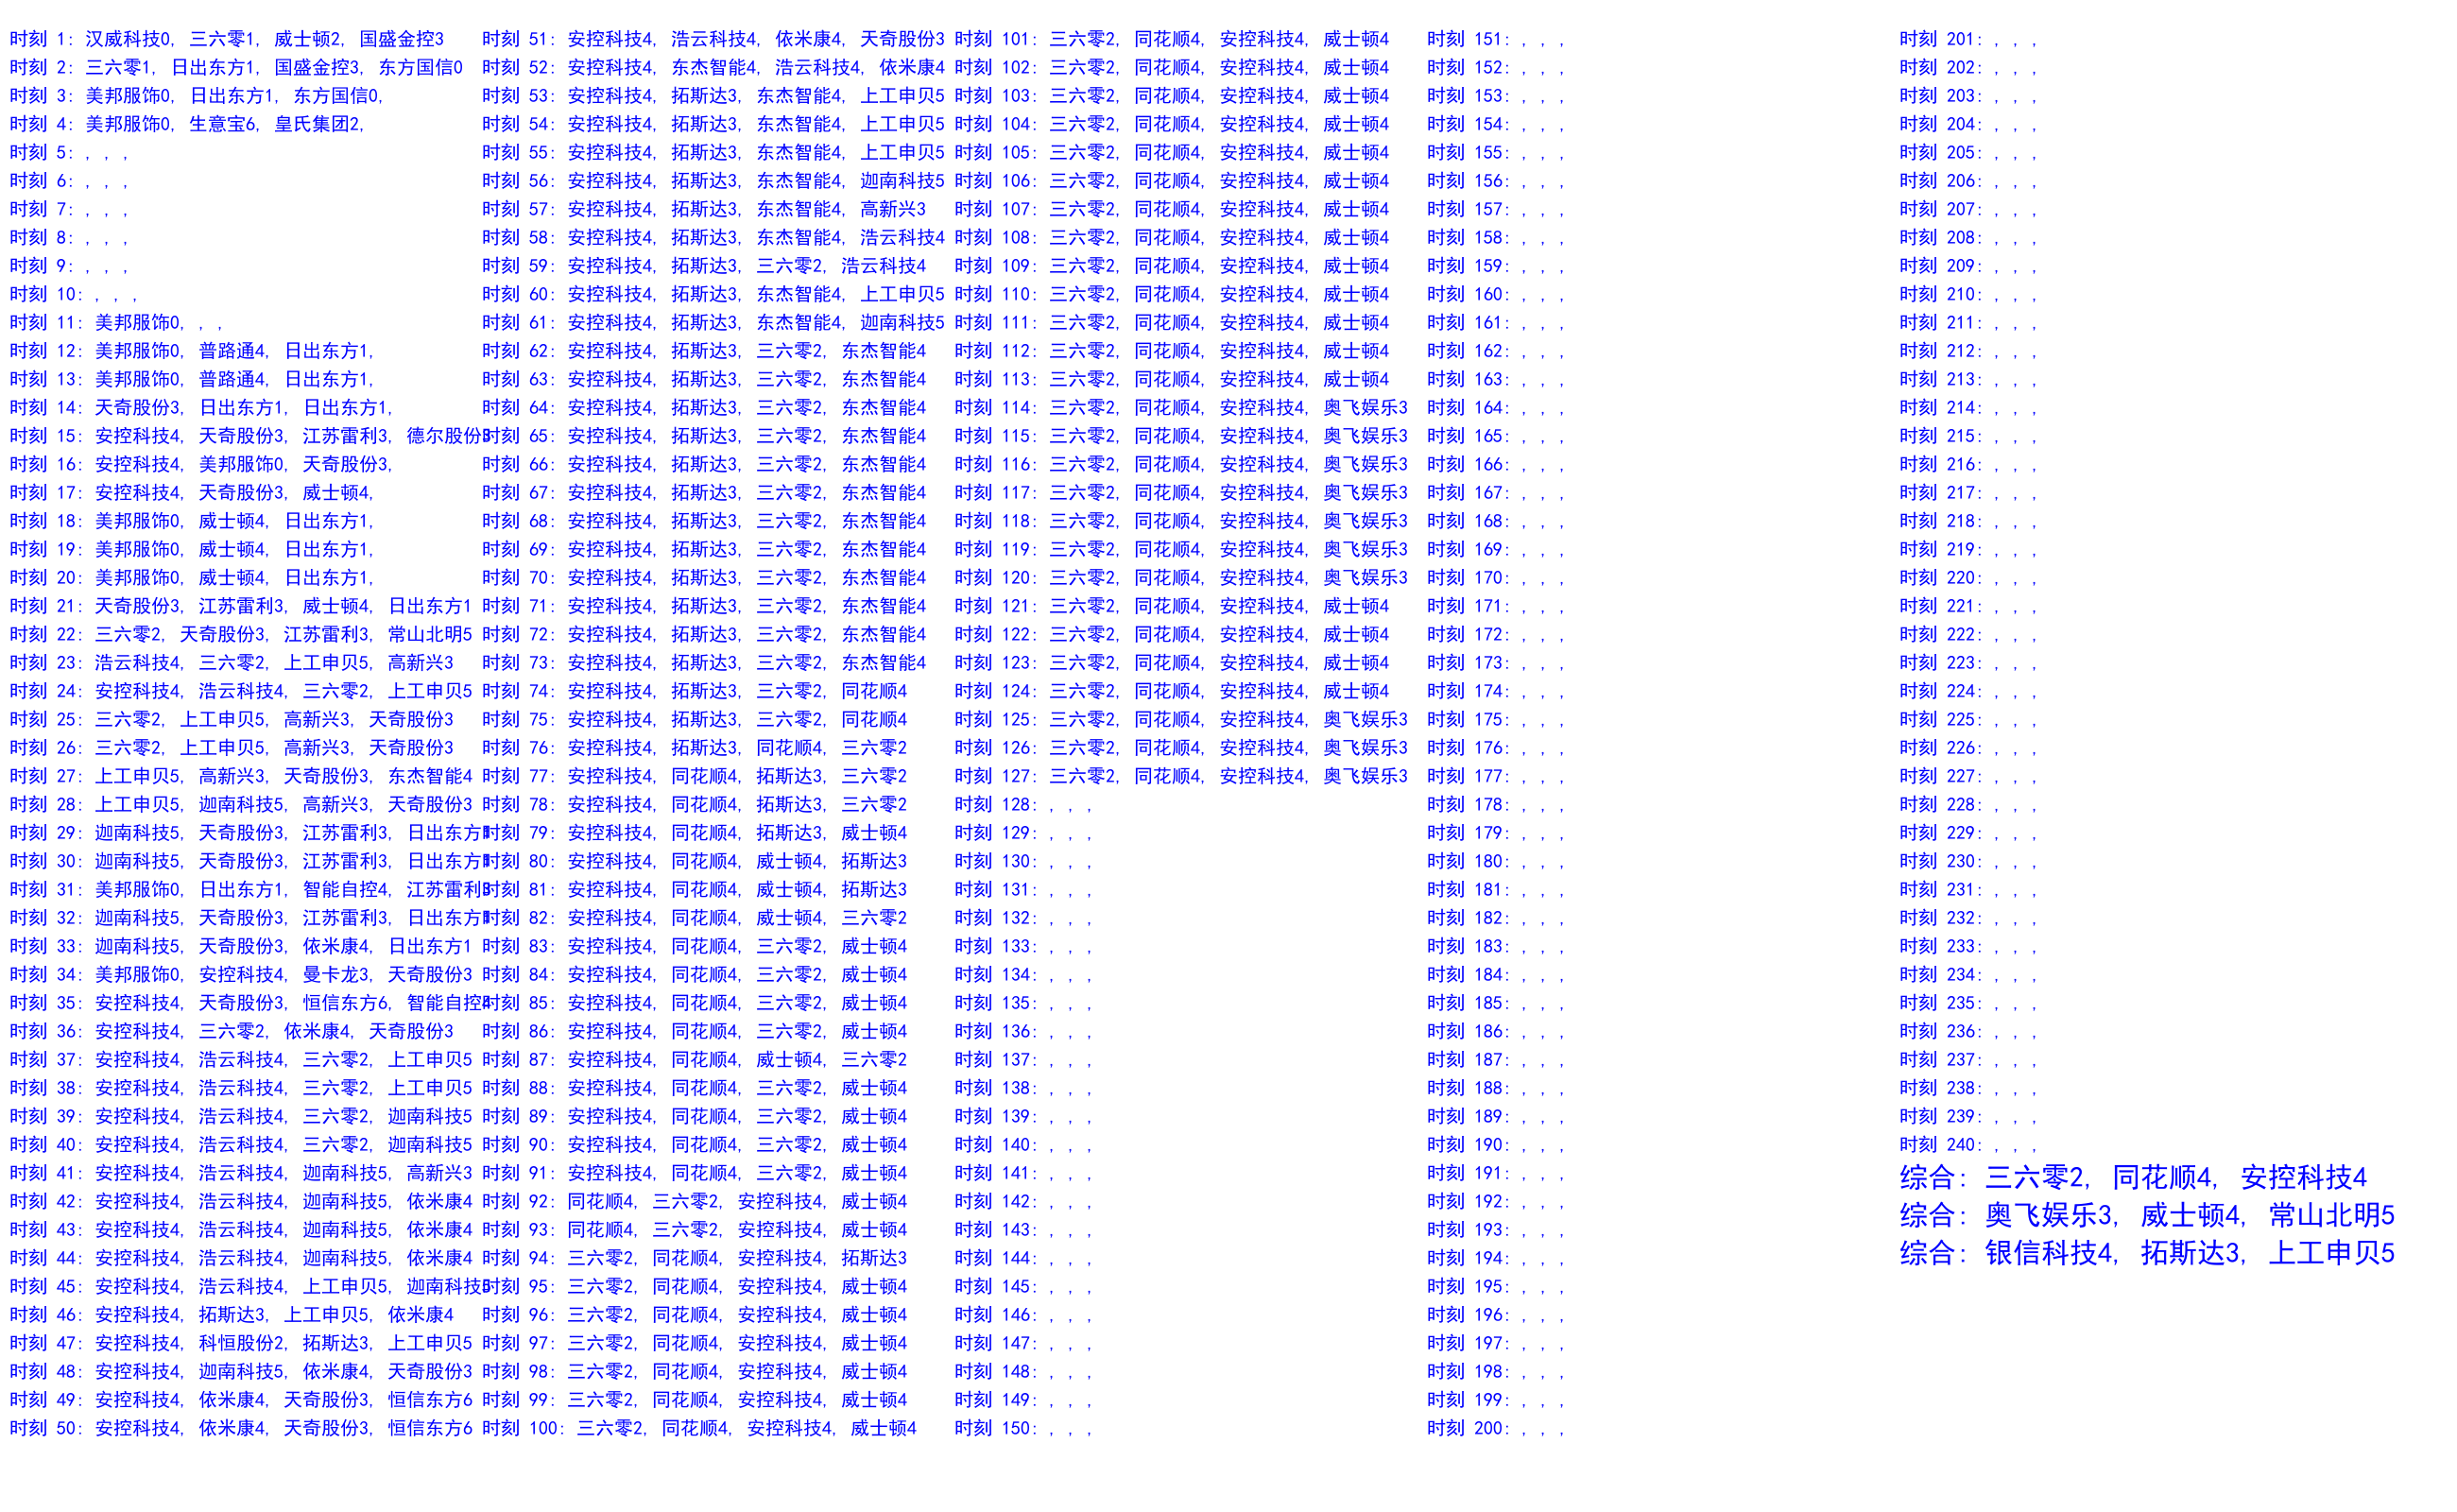 时刻 1: 汉威科技0, 三六零1, 威士顿2, 国盛金控3
时刻 2: 三六零1, 日出东方1, 国盛金控3, 东方国信0
时刻 3: 美邦服饰0, 日出东方1, 东方国信0,
时刻 4: 美邦服饰0, 生意宝6, 皇氏集团2,
时刻 5: , , ,
时刻 6: , , ,
时刻 7: , , ,
时刻 8: , , ,
时刻 9: , , ,
时刻 10: , , ,
时刻 11: 美邦服饰0, , ,
时刻 12: 美邦服饰0, 普路通4, 日出东方1,
时刻 13: 美邦服饰0, 普路通4, 日出东方1,
时刻 14: 天奇股份3, 日出东方1, 日出东方1,
时刻 15: 安控科技4, 天奇股份3, 江苏雷利3, 德尔股份3
时刻 16: 安控科技4, 美邦服饰0, 天奇股份3,
时刻 17: 安控科技4, 天奇股份3, 威士顿4,
时刻 18: 美邦服饰0, 威士顿4, 日出东方1,
时刻 19: 美邦服饰0, 威士顿4, 日出东方1,
时刻 20: 美邦服饰0, 威士顿4, 日出东方1,
时刻 21: 天奇股份3, 江苏雷利3, 威士顿4, 日出东方1
时刻 22: 三六零2, 天奇股份3, 江苏雷利3, 常山北明5
时刻 23: 浩云科技4, 三六零2, 上工申贝5, 高新兴3
时刻 24: 安控科技4, 浩云科技4, 三六零2, 上工申贝5
时刻 25: 三六零2, 上工申贝5, 高新兴3, 天奇股份3
时刻 26: 三六零2, 上工申贝5, 高新兴3, 天奇股份3
时刻 27: 上工申贝5, 高新兴3, 天奇股份3, 东杰智能4
时刻 28: 上工申贝5, 迦南科技5, 高新兴3, 天奇股份3
时刻 29: 迦南科技5, 天奇股份3, 江苏雷利3, 日出东方1
时刻 30: 迦南科技5, 天奇股份3, 江苏雷利3, 日出东方1
时刻 31: 美邦服饰0, 日出东方1, 智能自控4, 江苏雷利3
时刻 32: 迦南科技5, 天奇股份3, 江苏雷利3, 日出东方1
时刻 33: 迦南科技5, 天奇股份3, 依米康4, 日出东方1
时刻 34: 美邦服饰0, 安控科技4, 曼卡龙3, 天奇股份3
时刻 35: 安控科技4, 天奇股份3, 恒信东方6, 智能自控4
时刻 36: 安控科技4, 三六零2, 依米康4, 天奇股份3
时刻 37: 安控科技4, 浩云科技4, 三六零2, 上工申贝5
时刻 38: 安控科技4, 浩云科技4, 三六零2, 上工申贝5
时刻 39: 安控科技4, 浩云科技4, 三六零2, 迦南科技5
时刻 40: 安控科技4, 浩云科技4, 三六零2, 迦南科技5
时刻 41: 安控科技4, 浩云科技4, 迦南科技5, 高新兴3
时刻 42: 安控科技4, 浩云科技4, 迦南科技5, 依米康4
时刻 43: 安控科技4, 浩云科技4, 迦南科技5, 依米康4
时刻 44: 安控科技4, 浩云科技4, 迦南科技5, 依米康4
时刻 45: 安控科技4, 浩云科技4, 上工申贝5, 迦南科技5
时刻 46: 安控科技4, 拓斯达3, 上工申贝5, 依米康4
时刻 47: 安控科技4, 科恒股份2, 拓斯达3, 上工申贝5
时刻 48: 安控科技4, 迦南科技5, 依米康4, 天奇股份3
时刻 49: 安控科技4, 依米康4, 天奇股份3, 恒信东方6
时刻 50: 安控科技4, 依米康4, 天奇股份3, 恒信东方6
时刻 51: 安控科技4, 浩云科技4, 依米康4, 天奇股份3
时刻 52: 安控科技4, 东杰智能4, 浩云科技4, 依米康4
时刻 53: 安控科技4, 拓斯达3, 东杰智能4, 上工申贝5
时刻 54: 安控科技4, 拓斯达3, 东杰智能4, 上工申贝5
时刻 55: 安控科技4, 拓斯达3, 东杰智能4, 上工申贝5
时刻 56: 安控科技4, 拓斯达3, 东杰智能4, 迦南科技5
时刻 57: 安控科技4, 拓斯达3, 东杰智能4, 高新兴3
时刻 58: 安控科技4, 拓斯达3, 东杰智能4, 浩云科技4
时刻 59: 安控科技4, 拓斯达3, 三六零2, 浩云科技4
时刻 60: 安控科技4, 拓斯达3, 东杰智能4, 上工申贝5
时刻 61: 安控科技4, 拓斯达3, 东杰智能4, 迦南科技5
时刻 62: 安控科技4, 拓斯达3, 三六零2, 东杰智能4
时刻 63: 安控科技4, 拓斯达3, 三六零2, 东杰智能4
时刻 64: 安控科技4, 拓斯达3, 三六零2, 东杰智能4
时刻 65: 安控科技4, 拓斯达3, 三六零2, 东杰智能4
时刻 66: 安控科技4, 拓斯达3, 三六零2, 东杰智能4
时刻 67: 安控科技4, 拓斯达3, 三六零2, 东杰智能4
时刻 68: 安控科技4, 拓斯达3, 三六零2, 东杰智能4
时刻 69: 安控科技4, 拓斯达3, 三六零2, 东杰智能4
时刻 70: 安控科技4, 拓斯达3, 三六零2, 东杰智能4
时刻 71: 安控科技4, 拓斯达3, 三六零2, 东杰智能4
时刻 72: 安控科技4, 拓斯达3, 三六零2, 东杰智能4
时刻 73: 安控科技4, 拓斯达3, 三六零2, 东杰智能4
时刻 74: 安控科技4, 拓斯达3, 三六零2, 同花顺4
时刻 75: 安控科技4, 拓斯达3, 三六零2, 同花顺4
时刻 76: 安控科技4, 拓斯达3, 同花顺4, 三六零2
时刻 77: 安控科技4, 同花顺4, 拓斯达3, 三六零2
时刻 78: 安控科技4, 同花顺4, 拓斯达3, 三六零2
时刻 79: 安控科技4, 同花顺4, 拓斯达3, 威士顿4
时刻 80: 安控科技4, 同花顺4, 威士顿4, 拓斯达3
时刻 81: 安控科技4, 同花顺4, 威士顿4, 拓斯达3
时刻 82: 安控科技4, 同花顺4, 威士顿4, 三六零2
时刻 83: 安控科技4, 同花顺4, 三六零2, 威士顿4
时刻 84: 安控科技4, 同花顺4, 三六零2, 威士顿4
时刻 85: 安控科技4, 同花顺4, 三六零2, 威士顿4
时刻 86: 安控科技4, 同花顺4, 三六零2, 威士顿4
时刻 87: 安控科技4, 同花顺4, 威士顿4, 三六零2
时刻 88: 安控科技4, 同花顺4, 三六零2, 威士顿4
时刻 89: 安控科技4, 同花顺4, 三六零2, 威士顿4
时刻 90: 安控科技4, 同花顺4, 三六零2, 威士顿4
时刻 91: 安控科技4, 同花顺4, 三六零2, 威士顿4
时刻 92: 同花顺4, 三六零2, 安控科技4, 威士顿4
时刻 93: 同花顺4, 三六零2, 安控科技4, 威士顿4
时刻 94: 三六零2, 同花顺4, 安控科技4, 拓斯达3
时刻 95: 三六零2, 同花顺4, 安控科技4, 威士顿4
时刻 96: 三六零2, 同花顺4, 安控科技4, 威士顿4
时刻 97: 三六零2, 同花顺4, 安控科技4, 威士顿4
时刻 98: 三六零2, 同花顺4, 安控科技4, 威士顿4
时刻 99: 三六零2, 同花顺4, 安控科技4, 威士顿4
时刻 100: 三六零2, 同花顺4, 安控科技4, 威士顿4
时刻 101: 三六零2, 同花顺4, 安控科技4, 威士顿4
时刻 102: 三六零2, 同花顺4, 安控科技4, 威士顿4
时刻 103: 三六零2, 同花顺4, 安控科技4, 威士顿4
时刻 104: 三六零2, 同花顺4, 安控科技4, 威士顿4
时刻 105: 三六零2, 同花顺4, 安控科技4, 威士顿4
时刻 106: 三六零2, 同花顺4, 安控科技4, 威士顿4
时刻 107: 三六零2, 同花顺4, 安控科技4, 威士顿4
时刻 108: 三六零2, 同花顺4, 安控科技4, 威士顿4
时刻 109: 三六零2, 同花顺4, 安控科技4, 威士顿4
时刻 110: 三六零2, 同花顺4, 安控科技4, 威士顿4
时刻 111: 三六零2, 同花顺4, 安控科技4, 威士顿4
时刻 112: 三六零2, 同花顺4, 安控科技4, 威士顿4
时刻 113: 三六零2, 同花顺4, 安控科技4, 威士顿4
时刻 114: 三六零2, 同花顺4, 安控科技4, 奥飞娱乐3
时刻 115: 三六零2, 同花顺4, 安控科技4, 奥飞娱乐3
时刻 116: 三六零2, 同花顺4, 安控科技4, 奥飞娱乐3
时刻 117: 三六零2, 同花顺4, 安控科技4, 奥飞娱乐3
时刻 118: 三六零2, 同花顺4, 安控科技4, 奥飞娱乐3
时刻 119: 三六零2, 同花顺4, 安控科技4, 奥飞娱乐3
时刻 120: 三六零2, 同花顺4, 安控科技4, 奥飞娱乐3
时刻 121: 三六零2, 同花顺4, 安控科技4, 威士顿4
时刻 122: 三六零2, 同花顺4, 安控科技4, 威士顿4
时刻 123: 三六零2, 同花顺4, 安控科技4, 威士顿4
时刻 124: 三六零2, 同花顺4, 安控科技4, 威士顿4
时刻 125: 三六零2, 同花顺4, 安控科技4, 奥飞娱乐3
时刻 126: 三六零2, 同花顺4, 安控科技4, 奥飞娱乐3
时刻 127: 三六零2, 同花顺4, 安控科技4, 奥飞娱乐3
时刻 128: , , ,
时刻 129: , , ,
时刻 130: , , ,
时刻 131: , , ,
时刻 132: , , ,
时刻 133: , , ,
时刻 134: , , ,
时刻 135: , , ,
时刻 136: , , ,
时刻 137: , , ,
时刻 138: , , ,
时刻 139: , , ,
时刻 140: , , ,
时刻 141: , , ,
时刻 142: , , ,
时刻 143: , , ,
时刻 144: , , ,
时刻 145: , , ,
时刻 146: , , ,
时刻 147: , , ,
时刻 148: , , ,
时刻 149: , , ,
时刻 150: , , ,
时刻 151: , , ,
时刻 152: , , ,
时刻 153: , , ,
时刻 154: , , ,
时刻 155: , , ,
时刻 156: , , ,
时刻 157: , , ,
时刻 158: , , ,
时刻 159: , , ,
时刻 160: , , ,
时刻 161: , , ,
时刻 162: , , ,
时刻 163: , , ,
时刻 164: , , ,
时刻 165: , , ,
时刻 166: , , ,
时刻 167: , , ,
时刻 168: , , ,
时刻 169: , , ,
时刻 170: , , ,
时刻 171: , , ,
时刻 172: , , ,
时刻 173: , , ,
时刻 174: , , ,
时刻 175: , , ,
时刻 176: , , ,
时刻 177: , , ,
时刻 178: , , ,
时刻 179: , , ,
时刻 180: , , ,
时刻 181: , , ,
时刻 182: , , ,
时刻 183: , , ,
时刻 184: , , ,
时刻 185: , , ,
时刻 186: , , ,
时刻 187: , , ,
时刻 188: , , ,
时刻 189: , , ,
时刻 190: , , ,
时刻 191: , , ,
时刻 192: , , ,
时刻 193: , , ,
时刻 194: , , ,
时刻 195: , , ,
时刻 196: , , ,
时刻 197: , , ,
时刻 198: , , ,
时刻 199: , , ,
时刻 200: , , ,
时刻 201: , , ,
时刻 202: , , ,
时刻 203: , , ,
时刻 204: , , ,
时刻 205: , , ,
时刻 206: , , ,
时刻 207: , , ,
时刻 208: , , ,
时刻 209: , , ,
时刻 210: , , ,
时刻 211: , , ,
时刻 212: , , ,
时刻 213: , , ,
时刻 214: , , ,
时刻 215: , , ,
时刻 216: , , ,
时刻 217: , , ,
时刻 218: , , ,
时刻 219: , , ,
时刻 220: , , ,
时刻 221: , , ,
时刻 222: , , ,
时刻 223: , , ,
时刻 224: , , ,
时刻 225: , , ,
时刻 226: , , ,
时刻 227: , , ,
时刻 228: , , ,
时刻 229: , , ,
时刻 230: , , ,
时刻 231: , , ,
时刻 232: , , ,
时刻 233: , , ,
时刻 234: , , ,
时刻 235: , , ,
时刻 236: , , ,
时刻 237: , , ,
时刻 238: , , ,
时刻 239: , , ,
时刻 240: , , ,
综合: 三六零2, 同花顺4, 安控科技4
综合: 奥飞娱乐3, 威士顿4, 常山北明5
综合: 银信科技4, 拓斯达3, 上工申贝5